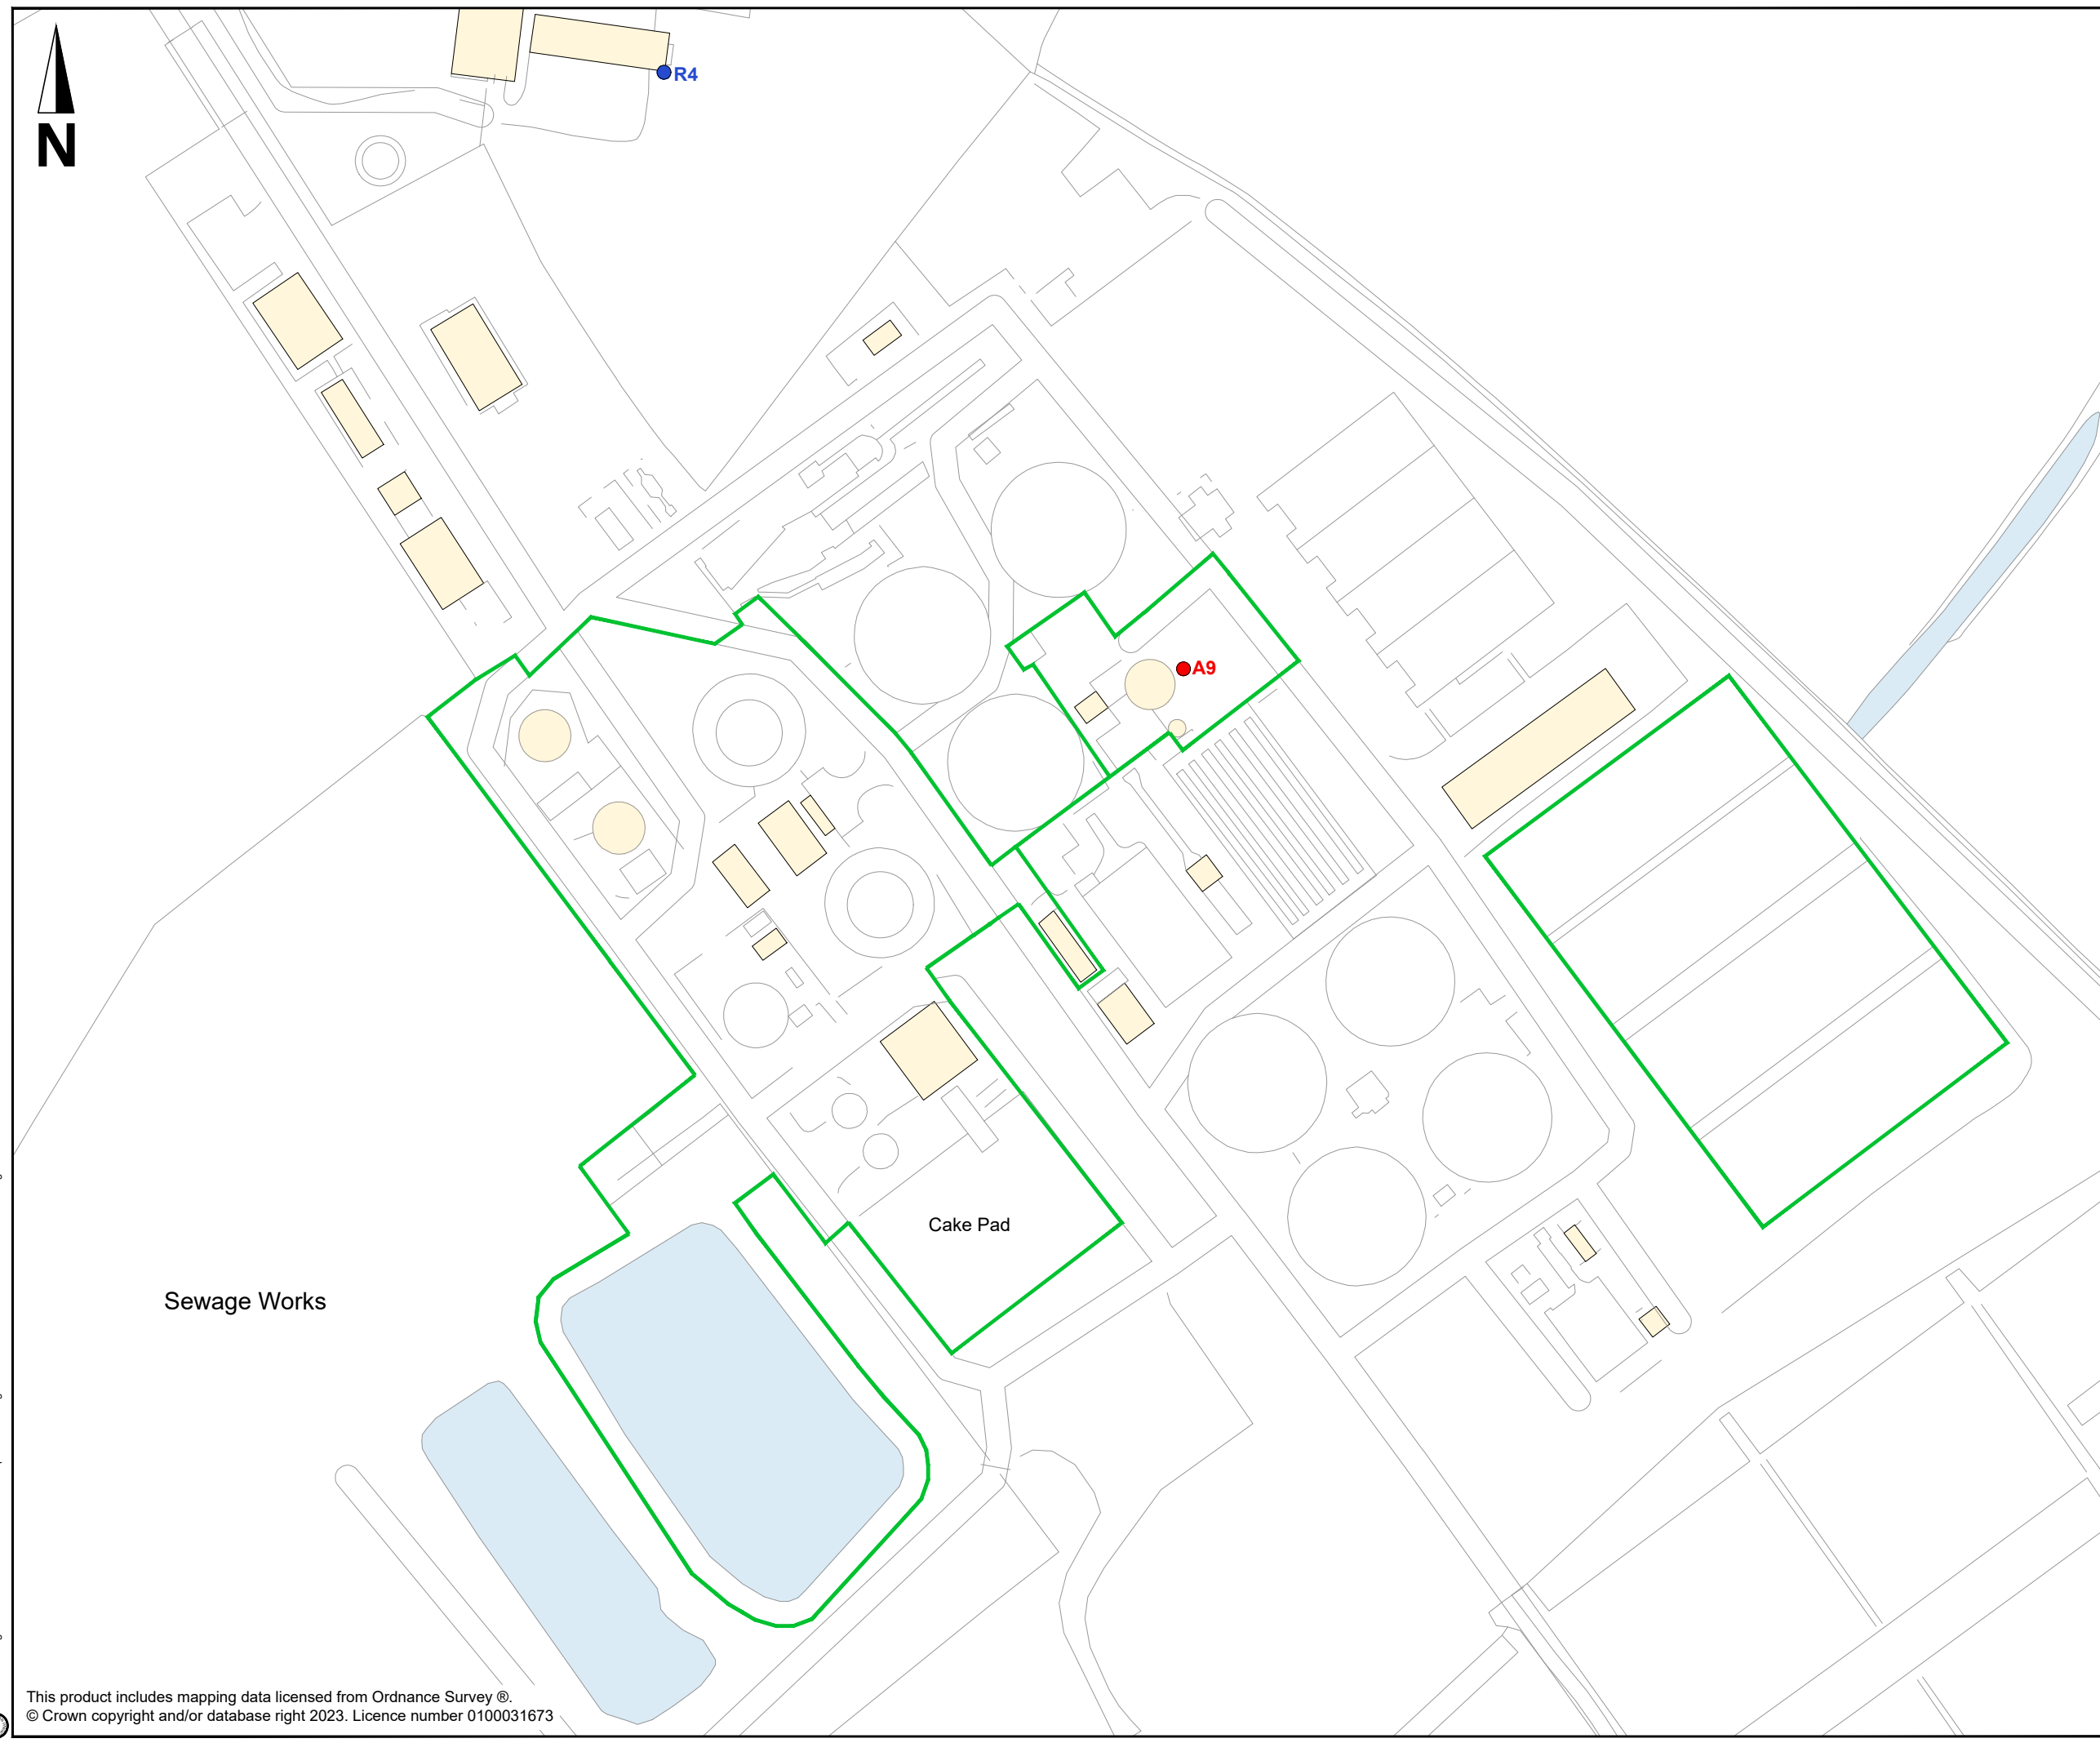 R4
N
A9
Cake Pad
Sewage Works
This product includes mapping data licensed from Ordnance Survey ®.
© Crown copyright and/or database right 2023. Licence number 0100031673